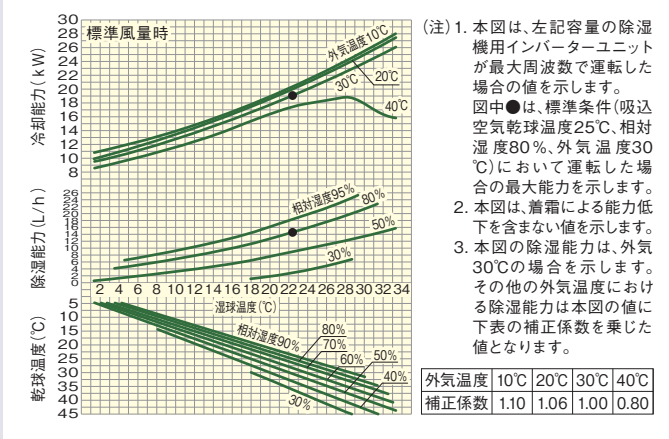 標準風量時
冷却能力(kW)
30
28
26
24
22
20
18
16
14
12
10
8
外気温度10℃
20℃
30℃
40℃
除湿能力(L/h)
26
24
22
20
18
16
14
12
10
8
6
4
2
0
相対湿度95%
80%
50%
30%
2 4 6 8 10 12 14 16 18 20 22 24 26 28 30 32 34
湿球温度(℃)
乾球温度(℃)
5
10
15
20
25
30
35
40
45
相対湿度90%
80%
70%
60%
50%
40%
30%
(注)1. 本図は、左記容量の除湿
機用インバーターユニット
が最大周波数で運転した
場合の値を示します。
図中●は、標準条件(吸込
空気乾球温度25℃、相対
湿度80%、外気温度30
℃)において運転した場
合の最大能力を示します。
2. 本図は、着霜による能力低
下を含まない値を示します。
3. 本図の除湿能力は、外気
30℃の場合を示します。
その他の外気温度におけ
る除湿能力は本図の値に
下表の補正係数を乗じた
値となります。
外気温度 10℃ 20℃ 30℃ 40℃
補正係数 1.10 1.06 1.00 0.80